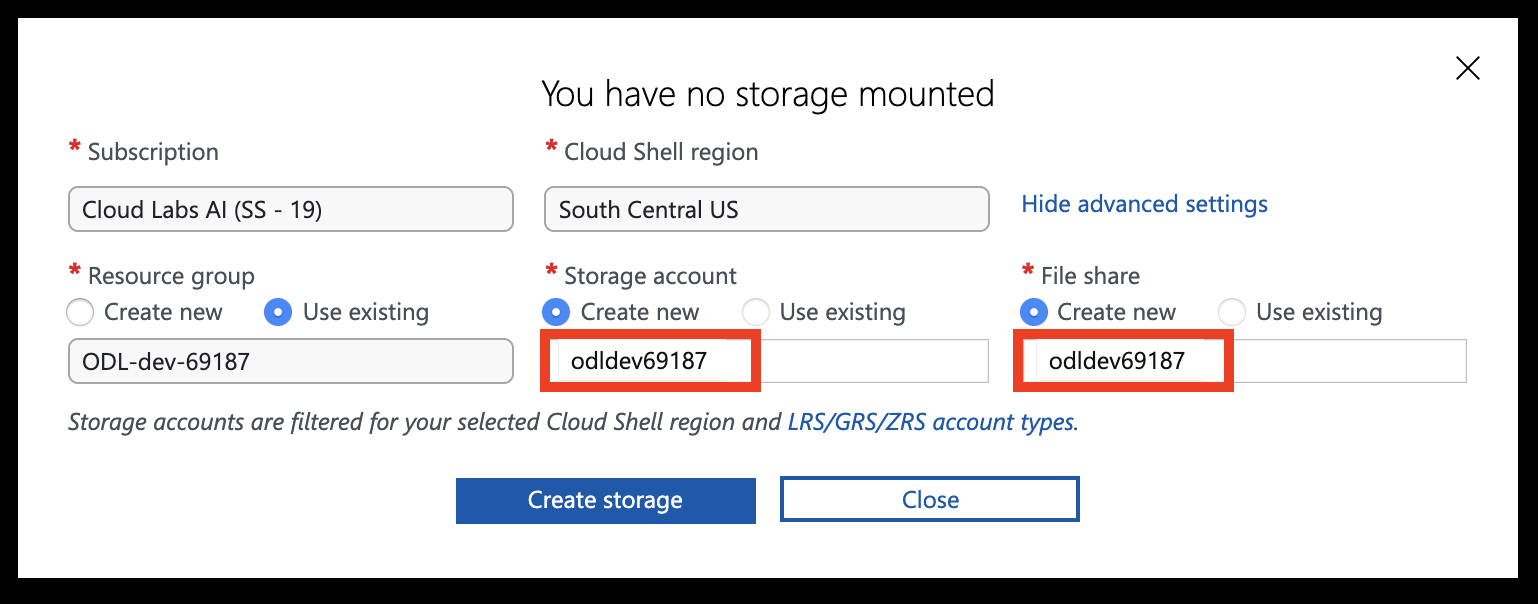 You have no storage mounted
* Subscription
* Cloud Shell region
Cloud Labs AI (SS - 19)
South Central US
Hide advanced settings
* Resource group
* Storage account
* File share
Create new
Use existing
Create new
Use existing
Create new
Use existing
ODL-dev-69187
odldev69187
odldev69187
Storage accounts are filtered for your selected Cloud Shell region and LRS/GRS/ZRS account types.
Create storage
Close